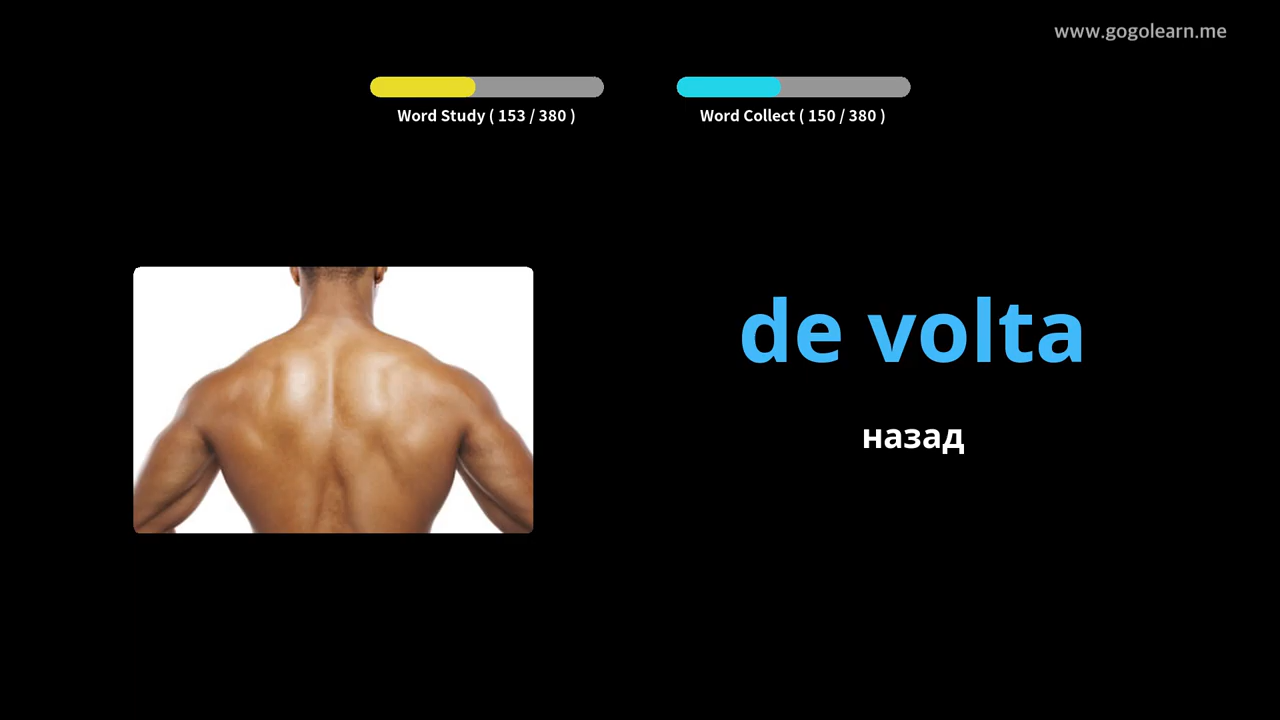 www.gogolearn.me
Word Study ( 153 / 380 )
Word Collect ( 150 / 380 )
de volta
назад